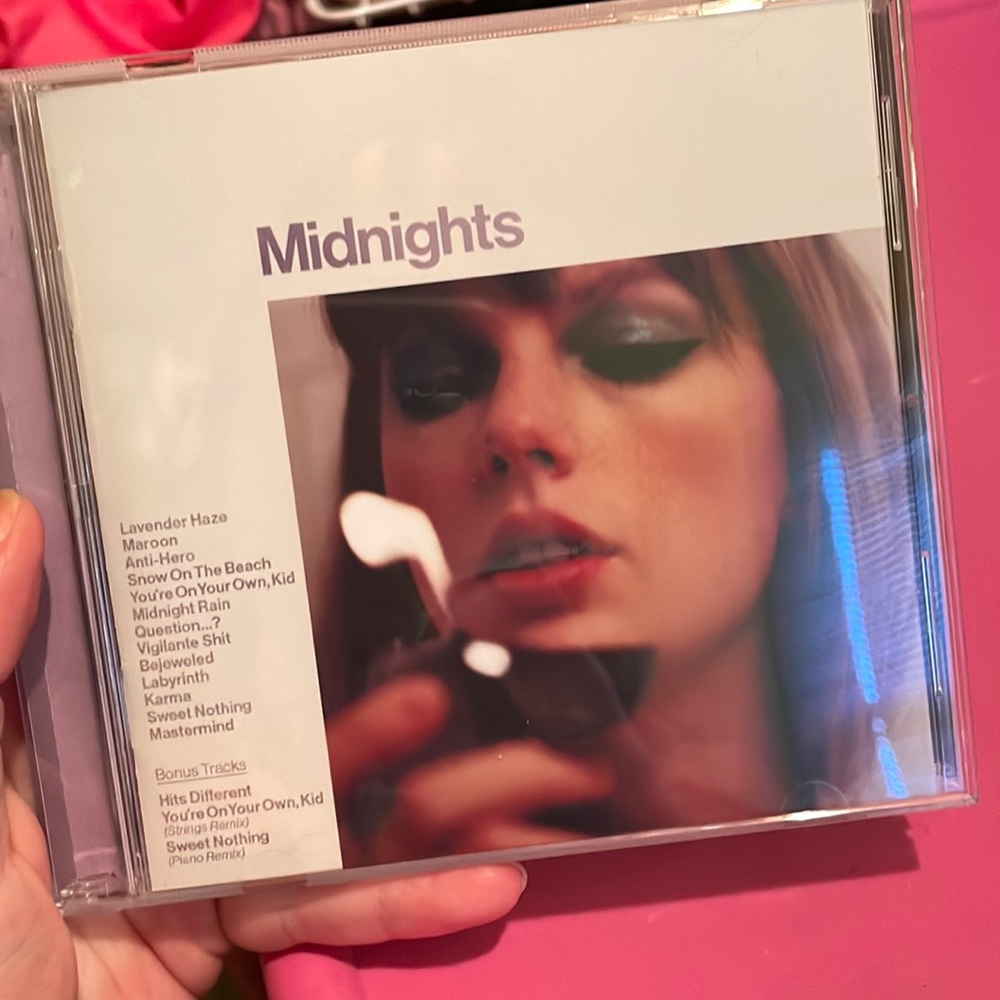 Midnights
Lavender Haze
Maroon
Anti-Hero
Snow On The Beach
You're On Your Own, Kid
Midnight Rain
Question...?
Vigilante Shit
Bejeweled
Labyrinth
Karma
Sweet Nothing
Mastermind
Bonus Tracks
Hits Different
You're On Your Own, Kid
(Strings Remix)
Sweet Nothing
(Piano Remix)